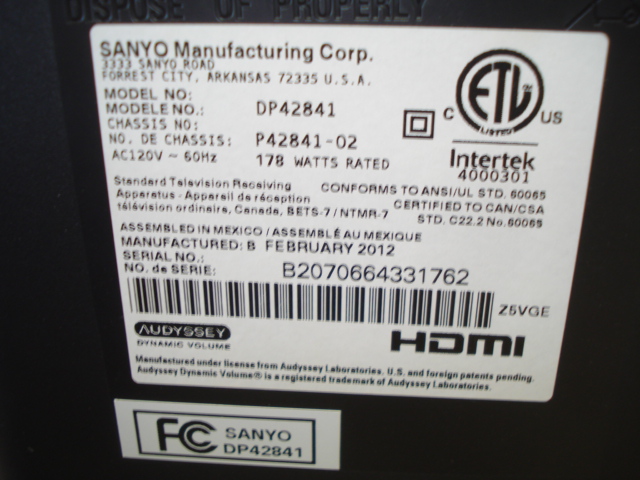 DISPOSE OF PROPERLY
SANYO Manufacturing Corp.
3333 SANYO ROAD
FORREST CITY, ARKANSAS 72335 U.S.A.
MODEL NO:
MODELE NO.: DP42841
CHASSIS NO:
NO. DE CHASSIS: P42841-02
AC120V ~ 60Hz 178 WATTS RATED
C ETL US
LISTED
Intertek
4000301
Standard Television Receiving
Apparatus - Appareil de réception
télévision ordinaire, Canada, BETS-7/NTMR-7
CONFORMS TO ANSI/UL STD. 60065
CERTIFIED TO CAN/CSA
STD. C22.2 No.60065
ASSEMBLED IN MEXICO / ASSEMBLÉ AU MEXIQUE
MANUFACTURED: B FEBRUARY 2012
SERIAL NO.:
NO. de SERIE: B2070664331762
Z5VGE
AUDYSSEY
DYNAMIC VOLUME
HDMI
Manufactured under license from Audyssey Laboratories. U.S. and foreign patents pending.
Audyssey Dynamic Volume® is a registered trademark of Audyssey Laboratories.
FC SANYO
DP42841